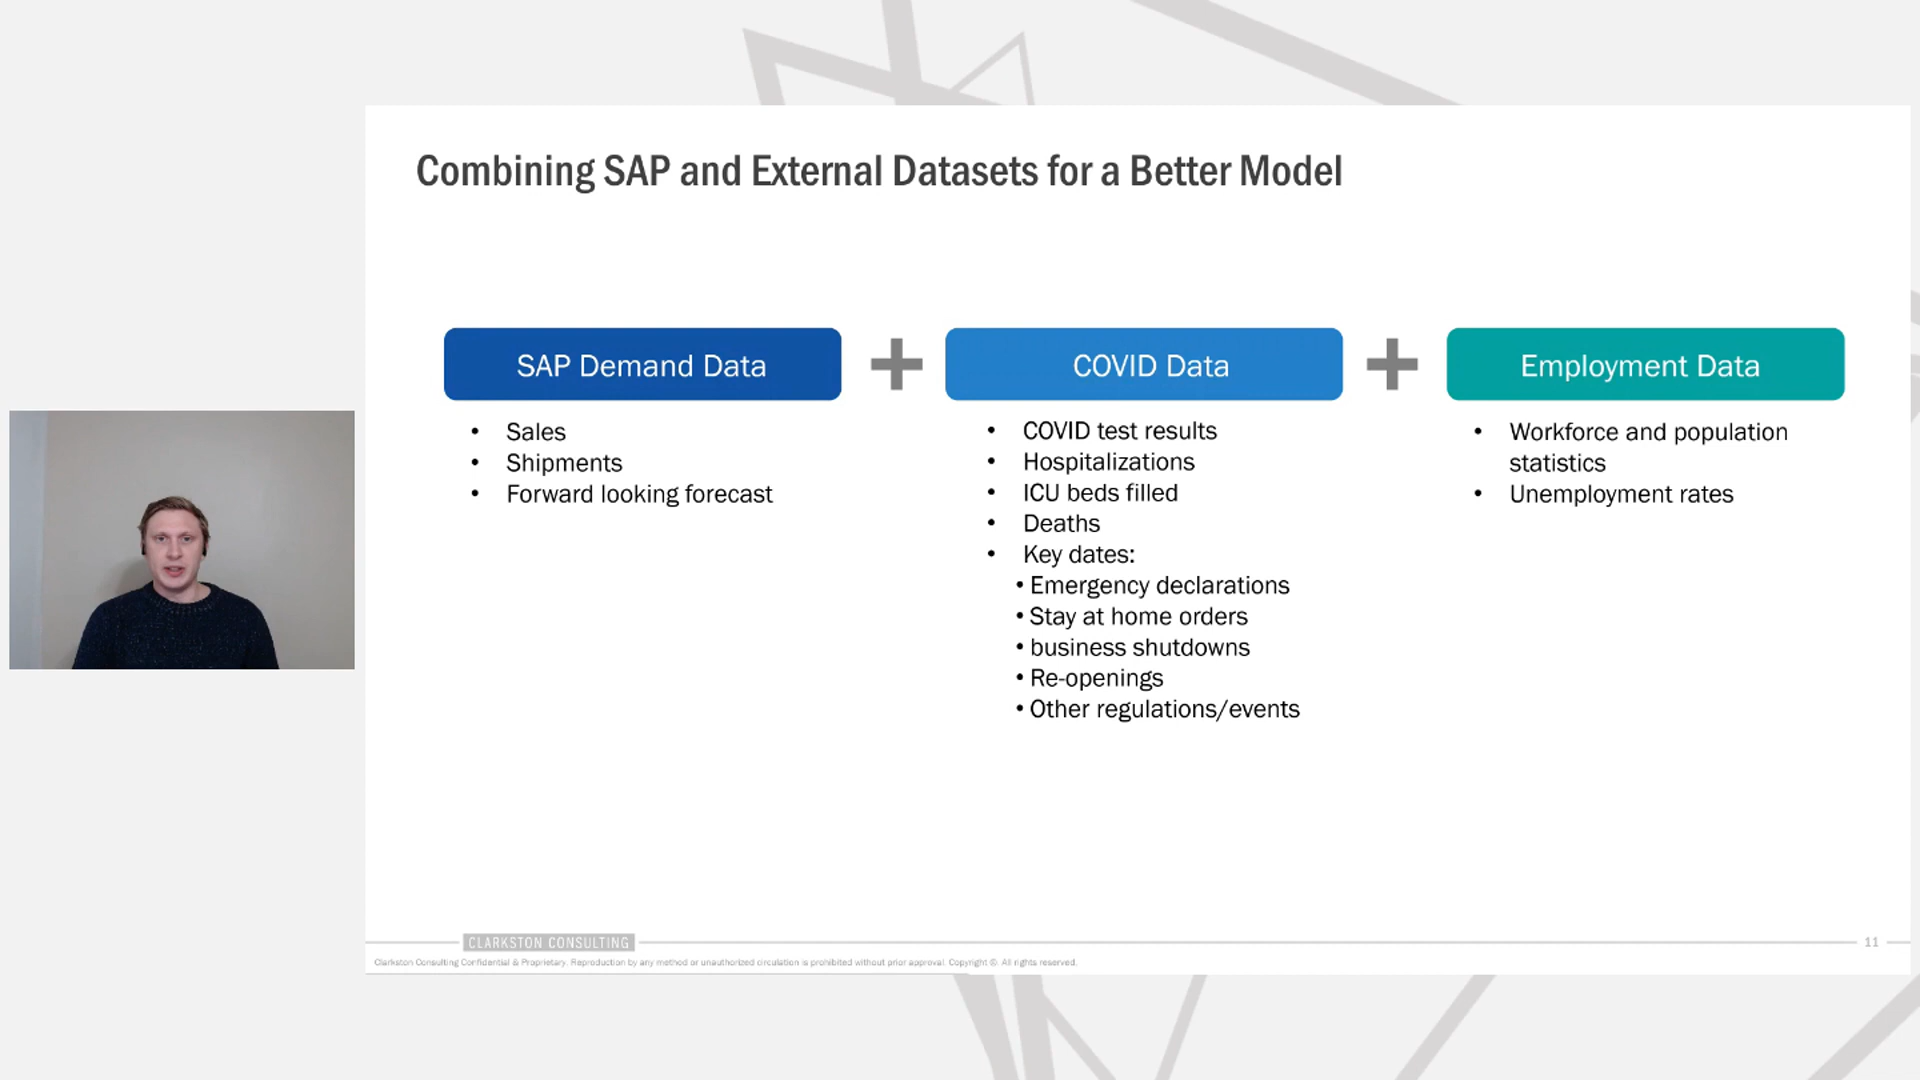 Combining SAP and External Datasets for a Better Model
SAP Demand Data
• Sales
• Shipments
• Forward looking forecast
COVID Data
• COVID test results
• Hospitalizations
• ICU beds filled
• Deaths
• Key dates:
• Emergency declarations
• Stay at home orders
• business shutdowns
• Re-openings
• Other regulations/events
Employment Data
• Workforce and population
statistics
• Unemployment rates
CLARKSTON CONSULTING
11
Clarkston Consulting Confidential & Proprietary. Reproduction by any method or unauthorized circulation is prohibited without prior approval. Copyright ©. All rights reserved.